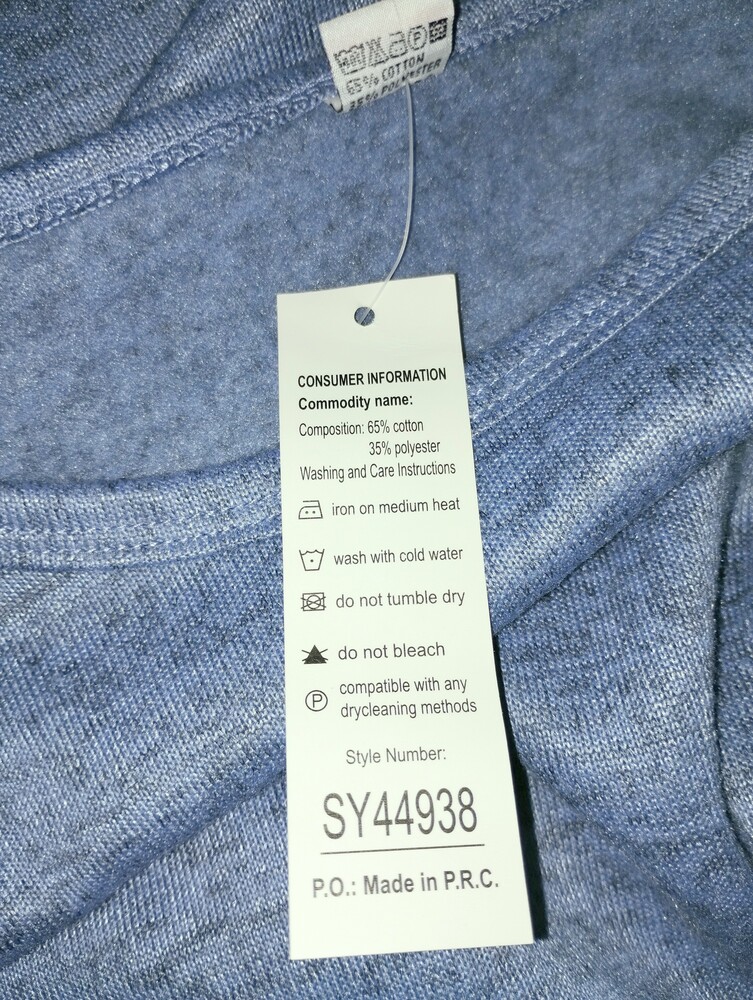 65% COTTON
35% POLYESTER
CONSUMER INFORMATION
Commodity name:
Composition: 65% cotton
35% polyester
Washing and Care Instructions
iron on medium heat
wash with cold water
do not tumble dry
do not bleach
P compatible with any
drycleaning methods
Style Number:
SY44938
P.O.: Made in P.R.C.